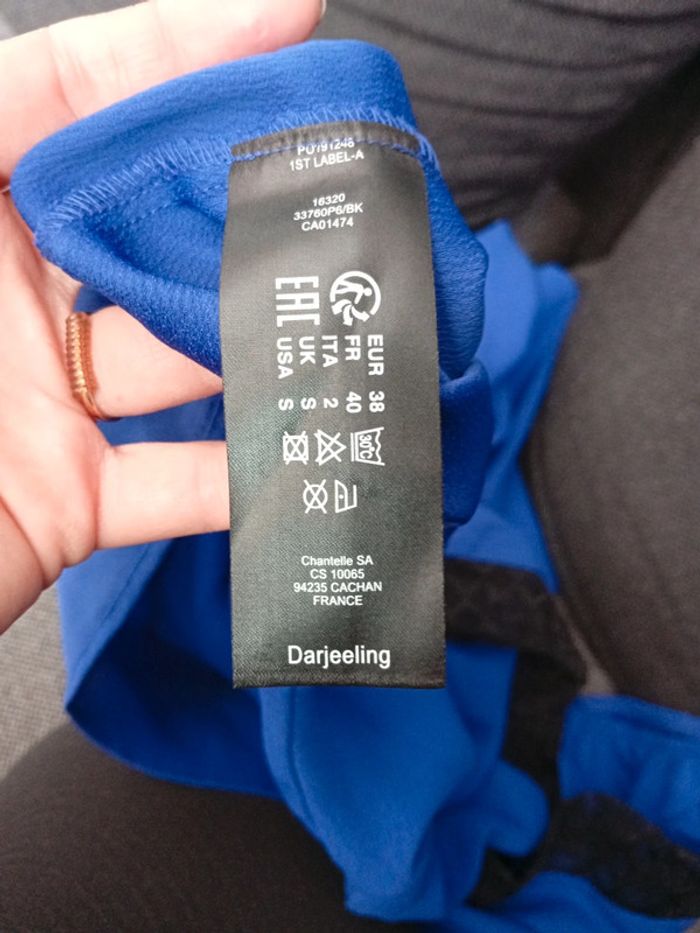 1ST LABEL-A
16320
33760P6/BK
CA01474
EAC
EUR 38
FR 40
ITA 2
UK S
USA S
30°C
Chantelle SA
CS 10065
94235 CACHAN
FRANCE
Darjeeling